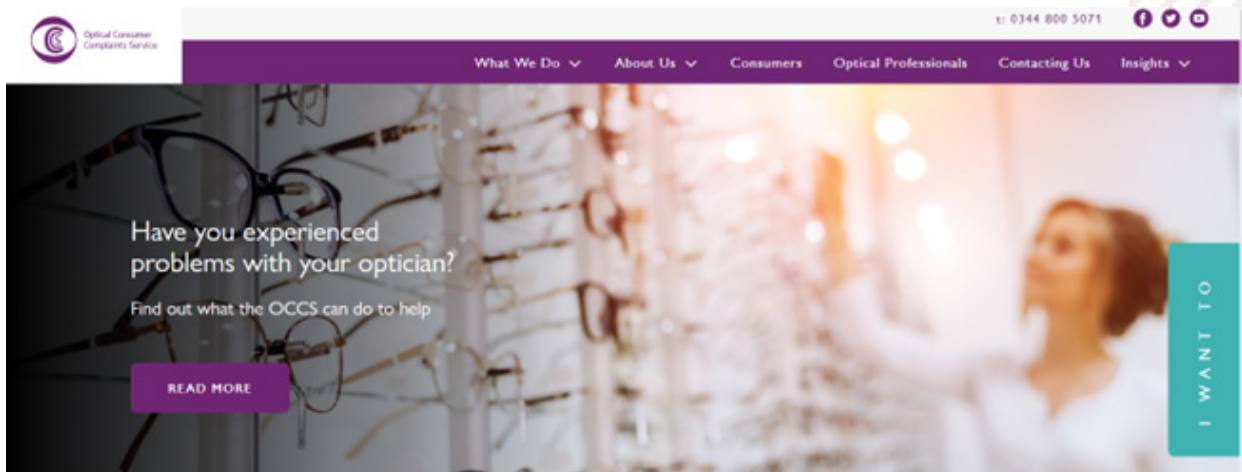 Optical Consumer
Complaints Service
t: 0344 800 5071
What We Do
About Us
Consumers
Optical Professionals
Contacting Us
Insights
Have you experienced
problems with your optician?
Find out what the OCCS can do to help
READ MORE
I WANT TO